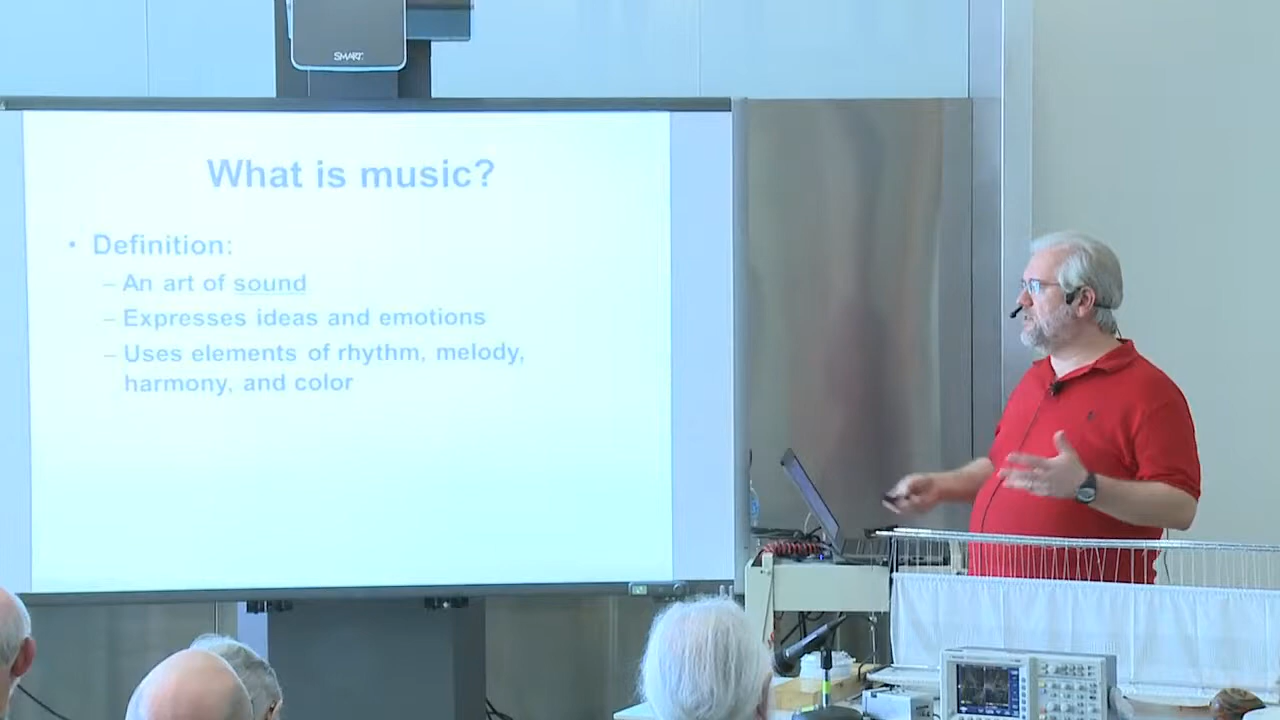 SMART
What is music?
• Definition:
– An art of sound
– Expresses ideas and emotions
– Uses elements of rhythm, melody,
harmony, and color